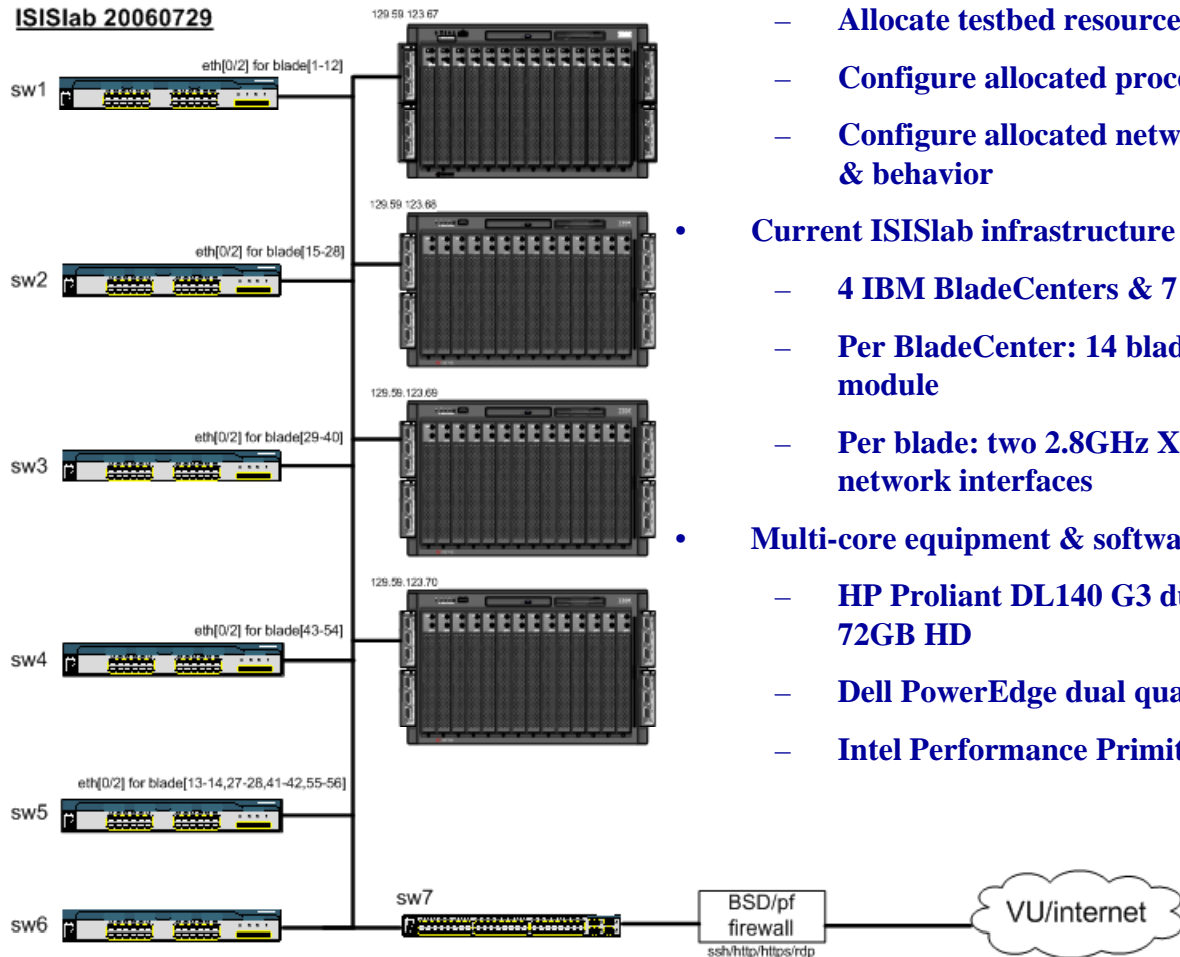 ISISlab 20060729
129.59.123.67
eth[0/2] for blade[1-12]
sw1
129.59.123.68
eth[0/2] for blade[15-28]
sw2
129.59.123.69
eth[0/2] for blade[29-40]
sw3
129.59.123.70
eth[0/2] for blade[43-54]
sw4
eth[0/2] for blade[13-14,27-28,41-42,55-56]
sw5
sw6
sw7
BSD/pf
firewall
ssh/http/https/rdp
VU/internet
– Allocate testbed resource
– Configure allocated proc
– Configure allocated netw
& behavior
• Current ISISlab infrastructure
– 4 IBM BladeCenters & 7
– Per BladeCenter: 14 blad
module
– Per blade: two 2.8GHz X
network interfaces
• Multi-core equipment & softwa
– HP Proliant DL140 G3 du
72GB HD
– Dell PowerEdge dual qua
– Intel Performance Primit